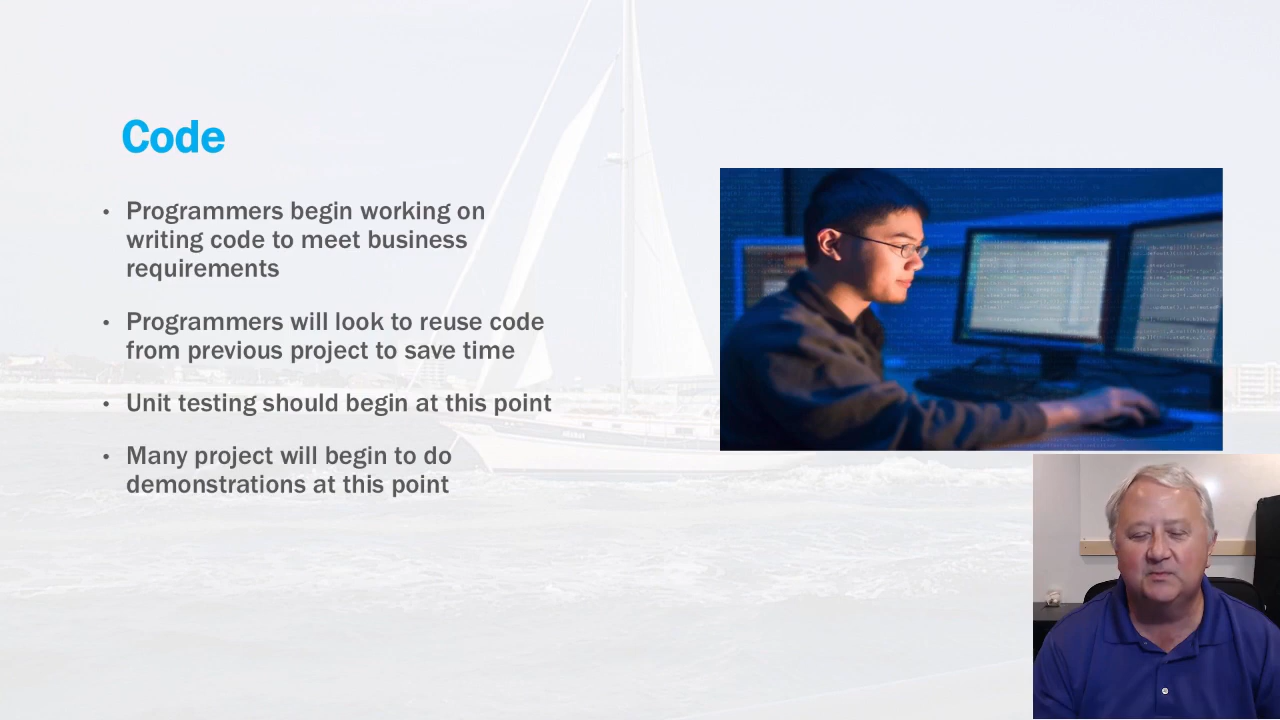 Code
• Programmers begin working on
writing code to meet business
requirements
• Programmers will look to reuse code
from previous project to save time
• Unit testing should begin at this point
• Many project will begin to do
demonstrations at this point